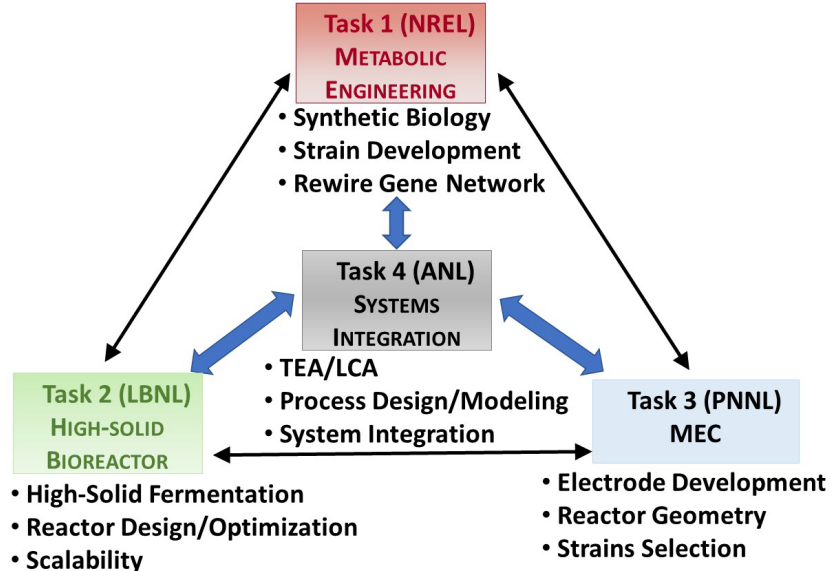 Task 1 (NREL)
METABOLIC
ENGINEERING
• Synthetic Biology
• Strain Development
• Rewire Gene Network
Task 4 (ANL)
SYSTEMS
INTEGRATION
• TEA/LCA
• Process Design/Modeling
• System Integration
Task 2 (LBNL)
HIGH-SOLID
BIOREACTOR
• High-Solid Fermentation
• Reactor Design/Optimization
• Scalability
Task 3 (PNNL)
MEC
• Electrode Development
• Reactor Geometry
• Strains Selection